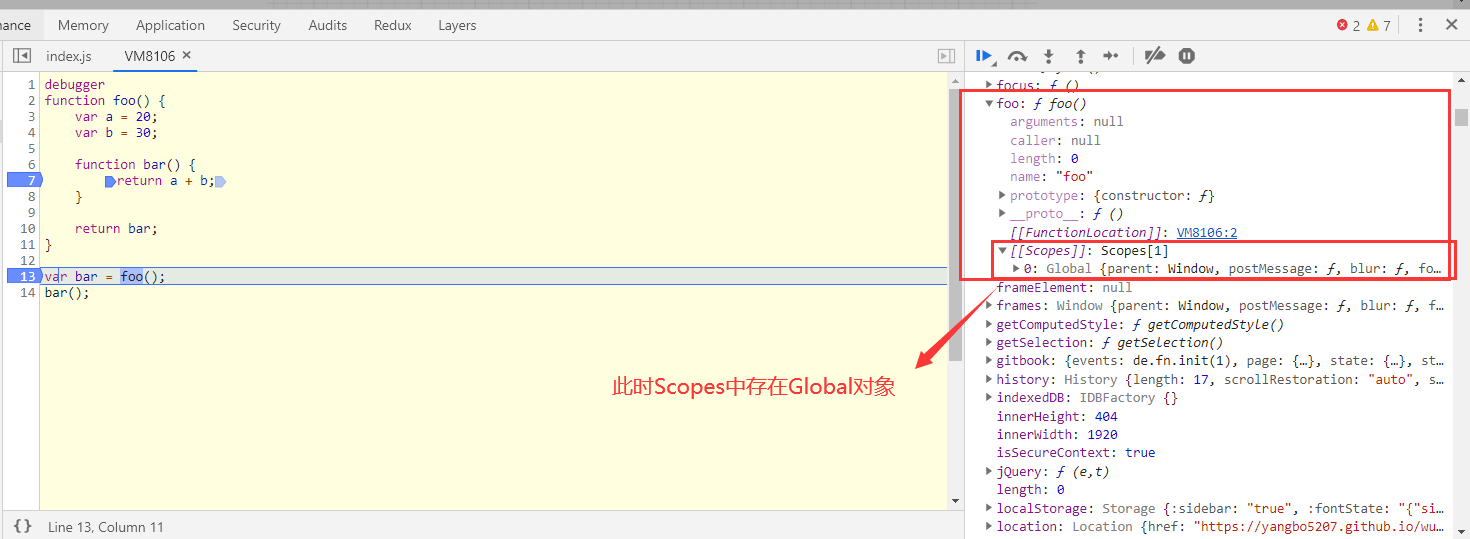 nance Memory Application Security Audits Redux Layers 2 7
index.js VM8106
1 debugger
2 function foo() {
3 var a = 20;
4 var b = 30;
5
6 function bar() {
7 return a + b;
8 }
9
10 return bar;
11 }
12
13 var bar = foo();
14 bar();
此时Scopes中存在Global对象
{} Line 13, Column 11
focus: ƒ ()
foo: ƒ foo()
arguments: null
caller: null
length: 0
name: "foo"
prototype: {constructor: ƒ}
__proto__: ƒ ()
[[FunctionLocation]]: VM8106:2
[[Scopes]]: Scopes[1]
0: Global {parent: Window, postMessage: ƒ, blur: ƒ, fo…
frameElement: null
frames: Window {parent: Window, postMessage: ƒ, blur: ƒ, f…
getComputedStyle: ƒ getComputedStyle()
getSelection: ƒ getSelection()
gitbook: {events: de.fn.init(1), page: {…}, state: {…}, st…
history: History {length: 17, scrollRestoration: "auto", s…
indexedDB: IDBFactory {}
innerHeight: 404
innerWidth: 1920
isSecureContext: true
jQuery: ƒ (e,t)
length: 0
localStorage: Storage {:sidebar: "true", :fontState: "{"si…
location: Location {href: "https://yangbo5207.github.io/wu…